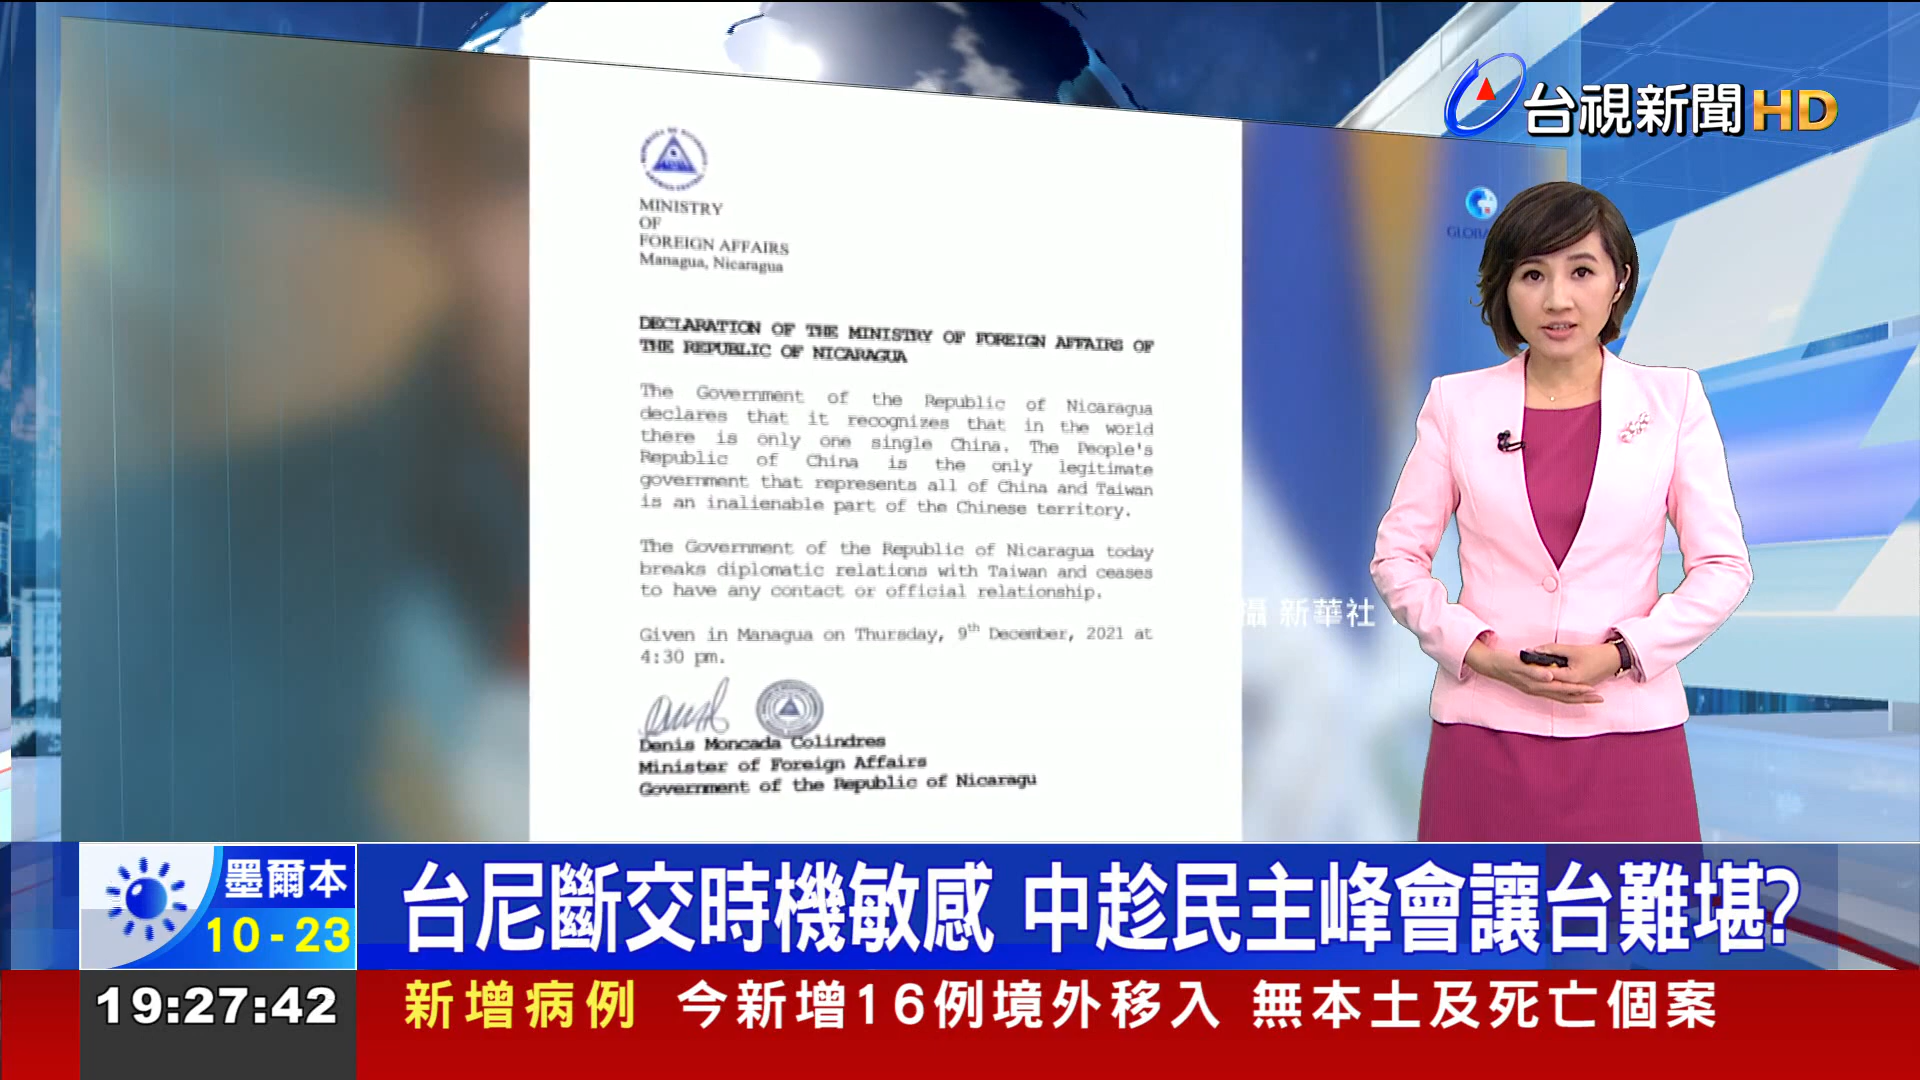 台視新聞HD
GLOBA
MINISTRY
OF
FOREIGN AFFAIRS
Managua, Nicaragua
DECLARATION OF THE MINISTRY OF FOREIGN AFFAIRS OF
THE REPUBLIC OF NICARAGUA
The Government of the Republic of Nicaragua
declares that it recognizes that in the world
there is only one single China. The People's
Republic of China is the only legitimate
government that represents all of China and Taiwan
is an inalienable part of the Chinese territory.
The Government of the Republic of Nicaragua today
breaks diplomatic relations with Taiwan and ceases
to have any contact or official relationship.
Given in Managua on Thursday, 9th December, 2021 at
4:30 pm.
Denis Moncada Colindres
Minister of Foreign Affairs
Government of the Republic of Nicaragu
攝 新華社
墨爾本
10-23
台尼斷交時機敏感 中趁民主峰會讓台難堪?
19:27:42
新增病例 今新增16例境外移入 無本土及死亡個案